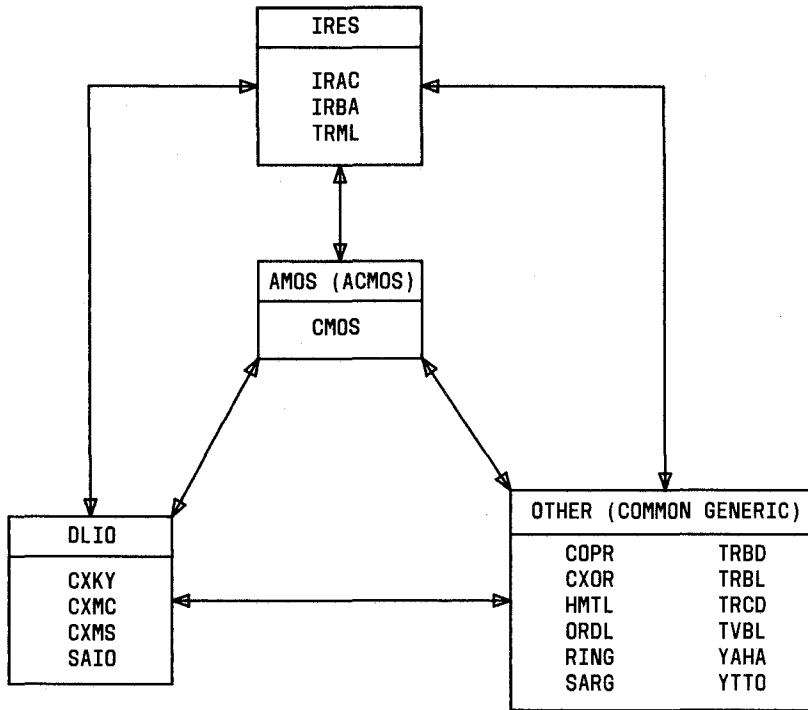 IRES
IRAC
IRBA
TRML
AMOS (ACMOS)
CMOS
DLIO
CXKY
CXMC
CXMS
SAIO
OTHER (COMMON GENERIC)
COPR TRBD
CXOR TRBL
HMTL TRCD
ORDL TVBL
RING YAHA
SARG YTTO